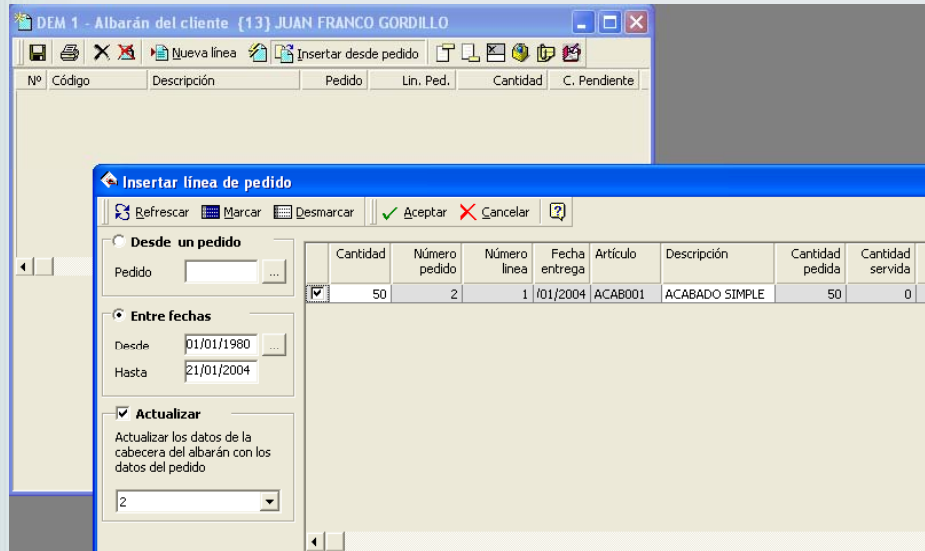 DEM 1 - Albarán del cliente {13} JUAN FRANCO GORDILLO
Nueva línea Insertar desde pedido
Nº Código Descripción Pedido Lin. Ped. Cantidad C. Pendiente
Insertar línea de pedido
Refrescar Marcar Desmarcar Aceptar Cancelar
Desde un pedido
Pedido ...
Entre fechas
Desde 01/01/1980 ...
Hasta 21/01/2004
Actualizar
Actualizar los datos de la
cabecera del albarán con los
datos del pedido
2
Cantidad Número pedido Número linea Fecha entrega Artículo Descripción Cantidad pedida Cantidad servida
50 2 1 /01/2004 ACAB001 ACABADO SIMPLE 50 0